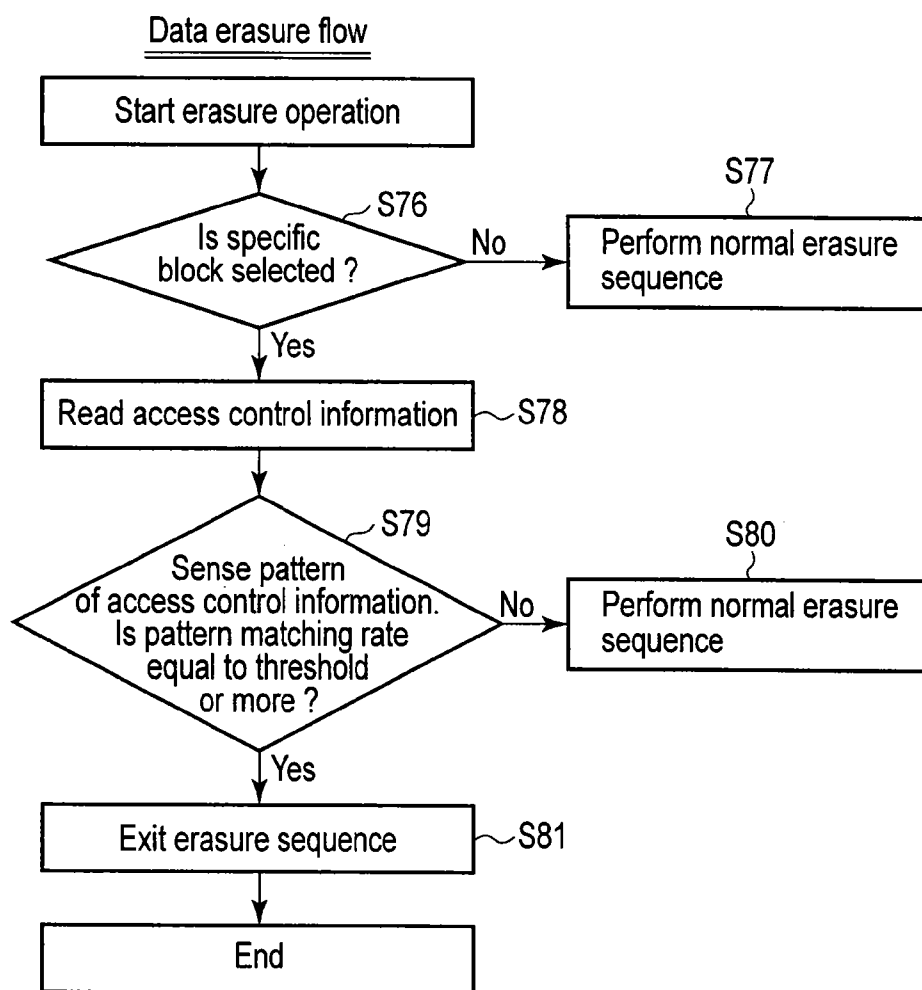 Data erasure flow
Start erasure operation
S76
Is specific
block selected ?
No
S77
Perform normal erasure
sequence
Yes
Read access control information
S78
S79
Sense pattern
of access control information.
Is pattern matching rate
equal to threshold
or more ?
No
S80
Perform normal erasure
sequence
Yes
Exit erasure sequence
S81
End